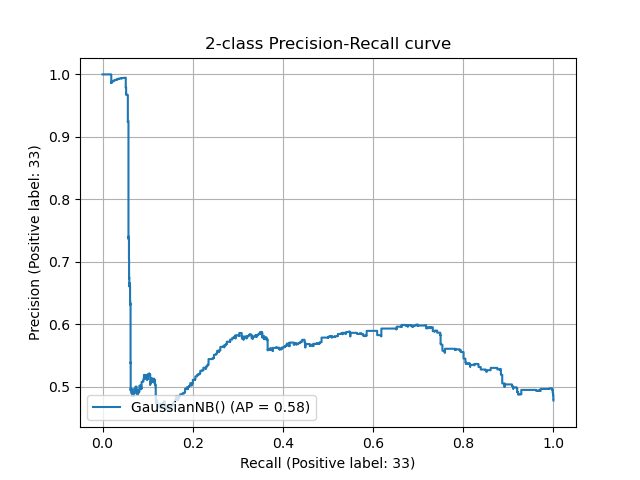 2-class Precision-Recall curve
Precision (Positive label: 33)
1.0
0.9
0.8
0.7
0.6
0.5
GaussianNB() (AP = 0.58)
0.0 0.2 0.4 0.6 0.8 1.0
Recall (Positive label: 33)